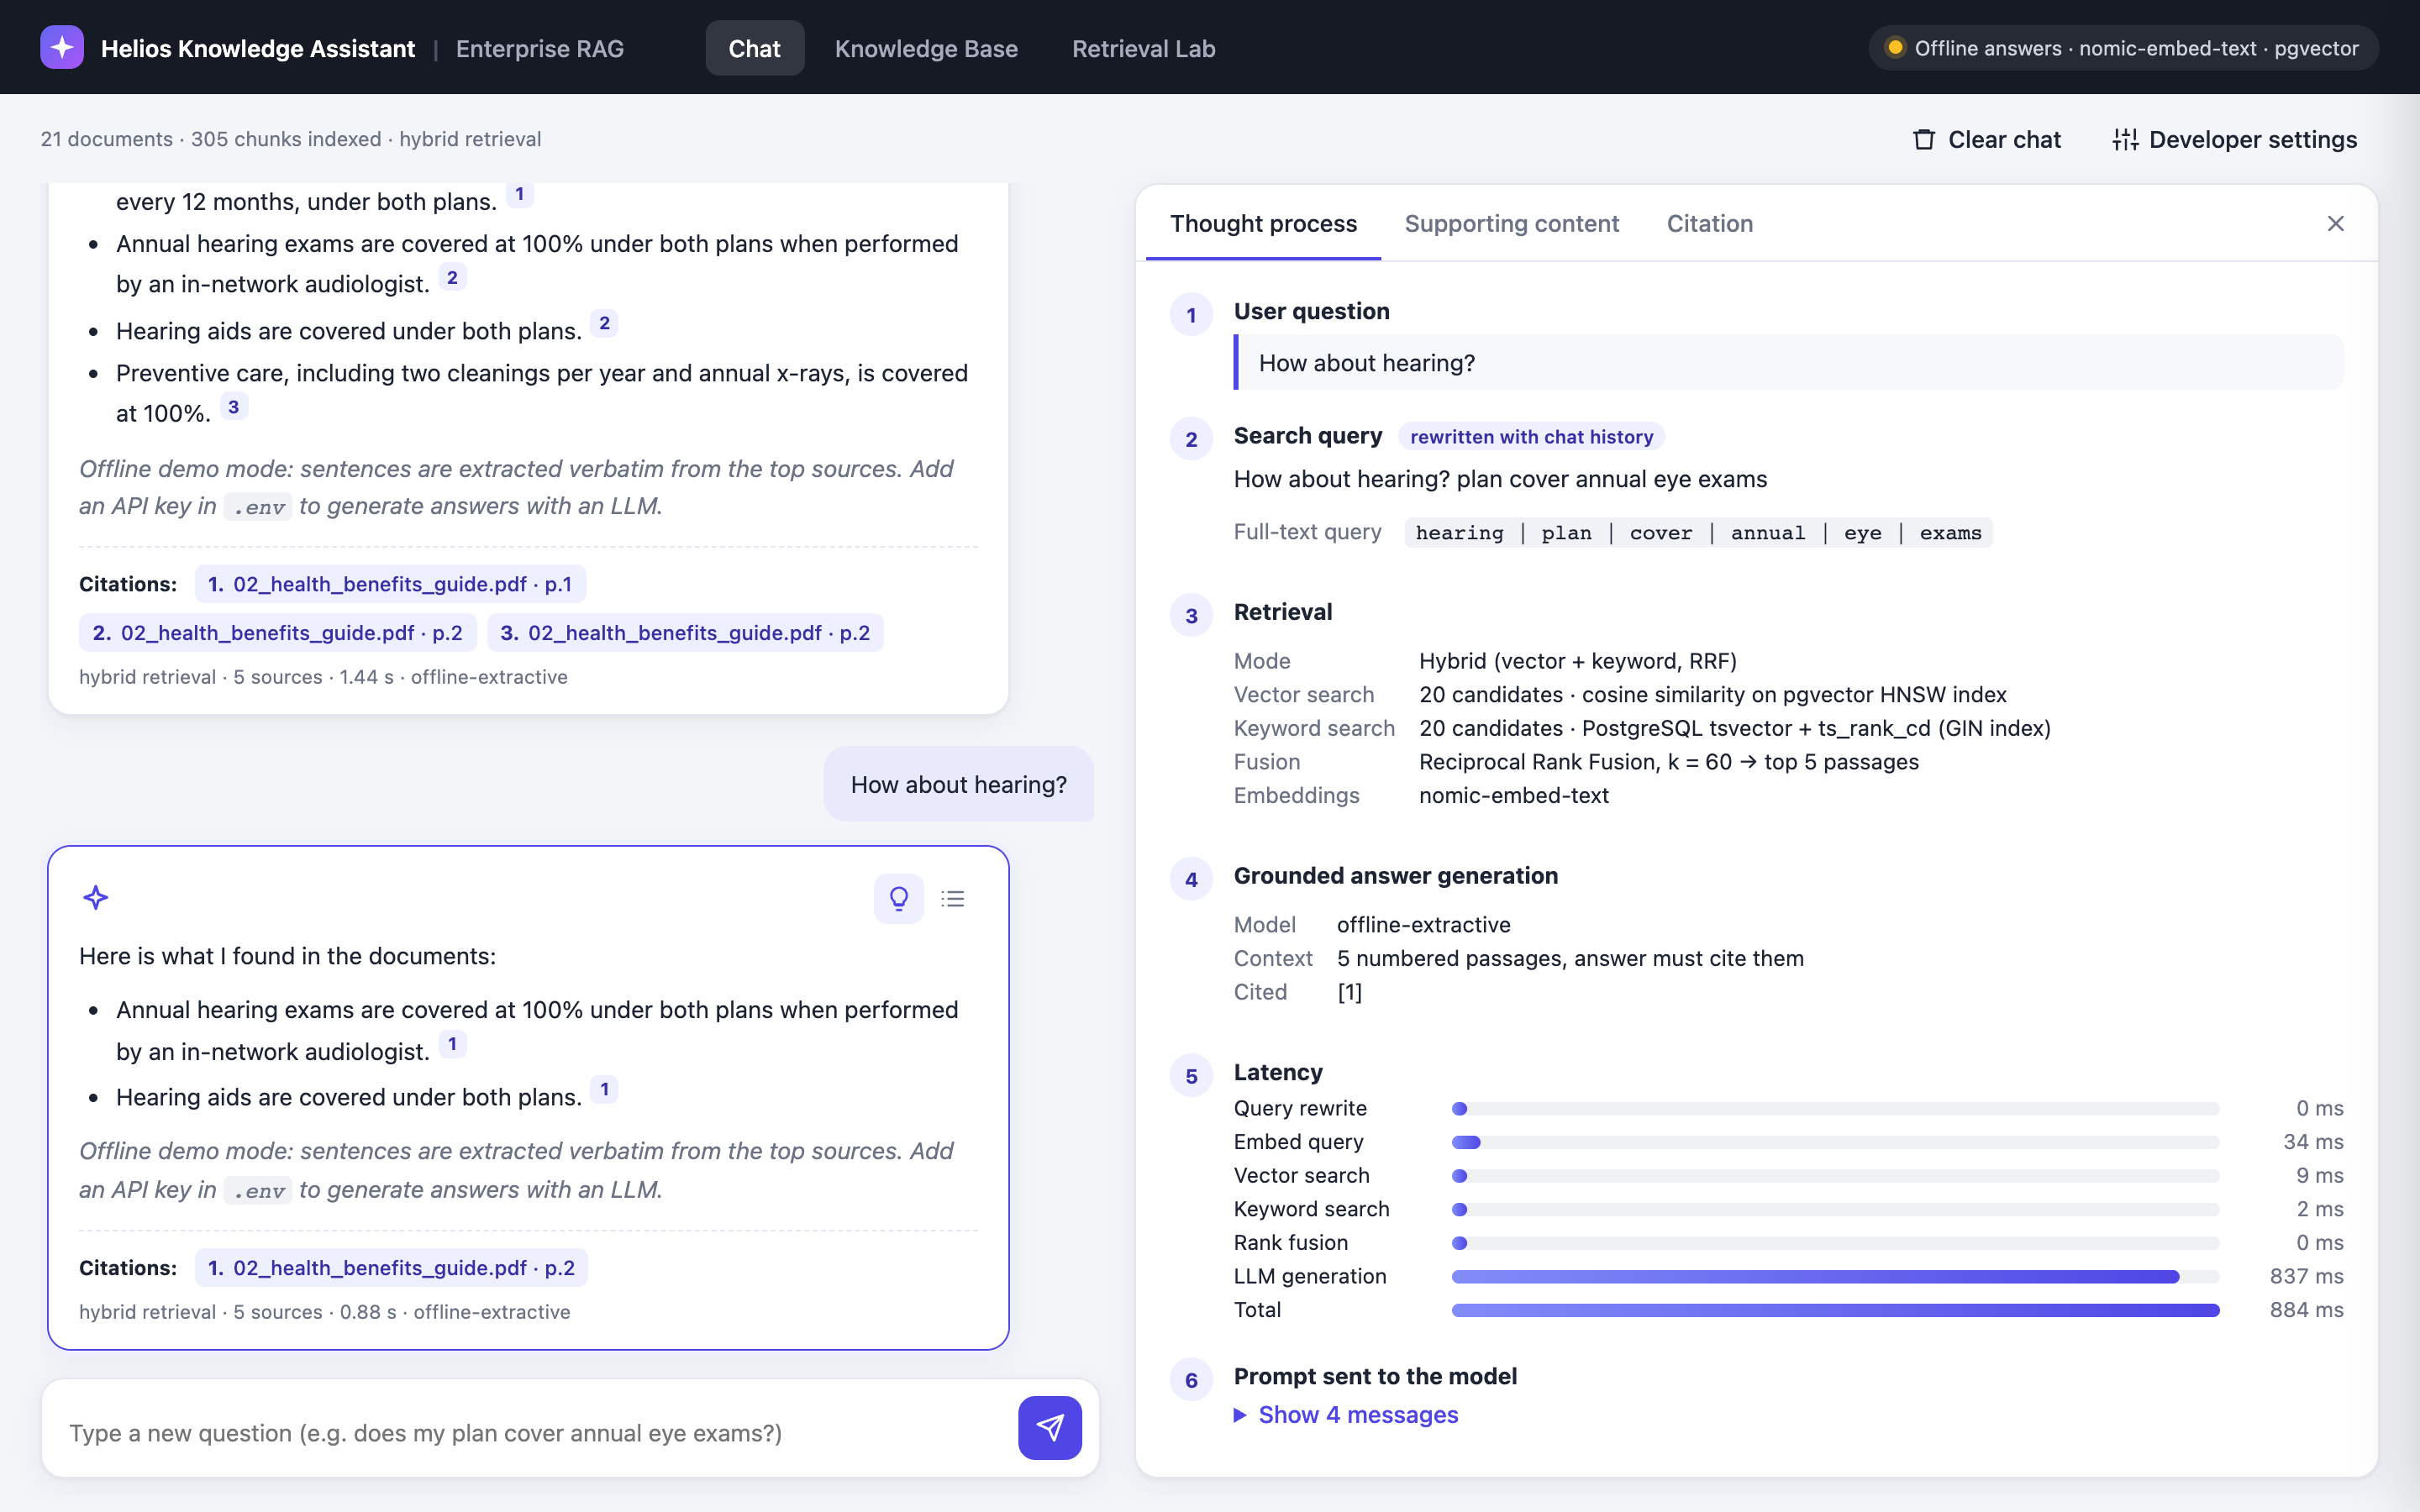 Helios Knowledge Assistant | Enterprise RAG
Chat
Knowledge Base
Retrieval Lab
Offline answers · nomic-embed-text · pgvector
21 documents · 305 chunks indexed · hybrid retrieval
Clear chat
Developer settings
every 12 months, under both plans. 1
• Annual hearing exams are covered at 100% under both plans when performed
by an in-network audiologist. 2
• Hearing aids are covered under both plans. 2
• Preventive care, including two cleanings per year and annual x-rays, is covered
at 100%. 3
Offline demo mode: sentences are extracted verbatim from the top sources. Add
an API key in .env to generate answers with an LLM.
Citations: 1. 02_health_benefits_guide.pdf · p.1
2. 02_health_benefits_guide.pdf · p.2 3. 02_health_benefits_guide.pdf · p.2
hybrid retrieval · 5 sources · 1.44 s · offline-extractive
How about hearing?
Here is what I found in the documents:
• Annual hearing exams are covered at 100% under both plans when performed
by an in-network audiologist. 1
• Hearing aids are covered under both plans. 1
Offline demo mode: sentences are extracted verbatim from the top sources. Add
an API key in .env to generate answers with an LLM.
Citations: 1. 02_health_benefits_guide.pdf · p.2
hybrid retrieval · 5 sources · 0.88 s · offline-extractive
Type a new question (e.g. does my plan cover annual eye exams?)
Thought process
Supporting content
Citation
1 User question
How about hearing?
2 Search query rewritten with chat history
How about hearing? plan cover annual eye exams
Full-text query hearing | plan | cover | annual | eye | exams
3 Retrieval
Mode Hybrid (vector + keyword, RRF)
Vector search 20 candidates · cosine similarity on pgvector HNSW index
Keyword search 20 candidates · PostgreSQL tsvector + ts_rank_cd (GIN index)
Fusion Reciprocal Rank Fusion, k = 60 → top 5 passages
Embeddings nomic-embed-text
4 Grounded answer generation
Model offline-extractive
Context 5 numbered passages, answer must cite them
Cited [1]
5 Latency
Query rewrite 0 ms
Embed query 34 ms
Vector search 9 ms
Keyword search 2 ms
Rank fusion 0 ms
LLM generation 837 ms
Total 884 ms
6 Prompt sent to the model
▶ Show 4 messages